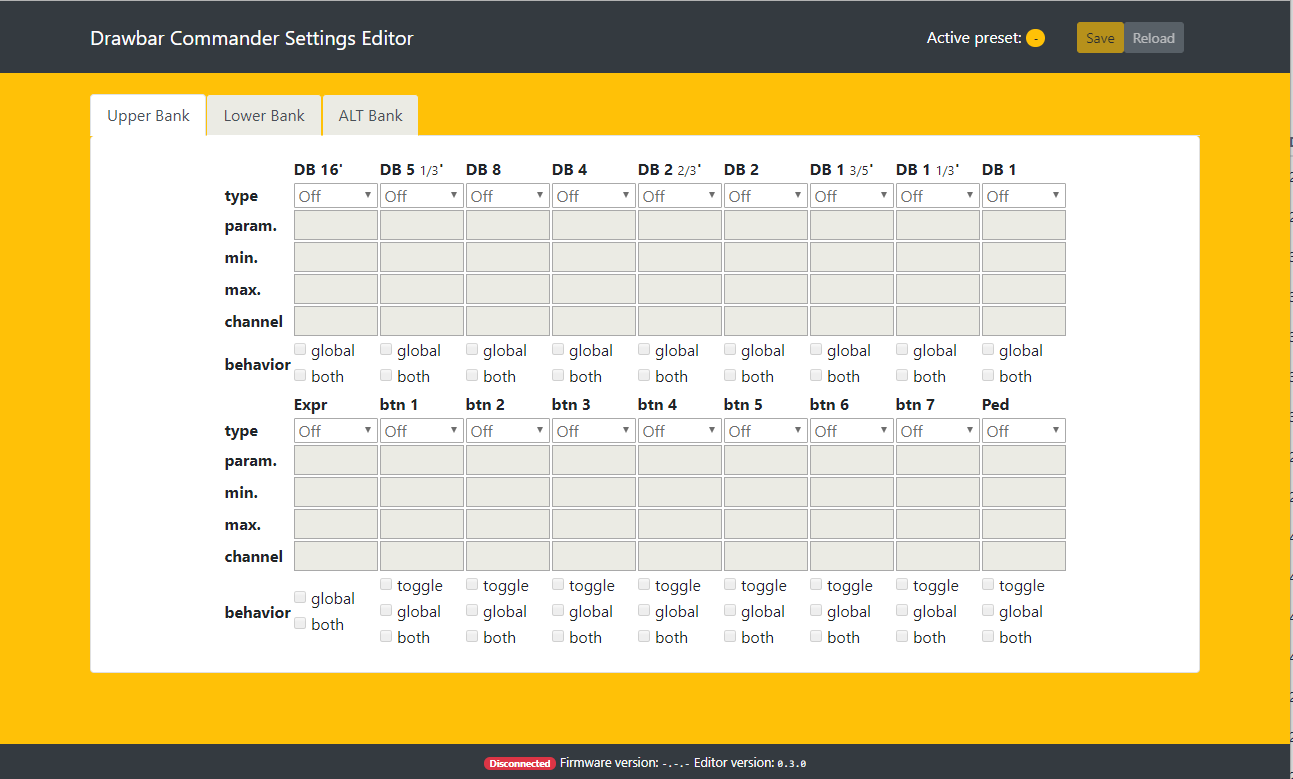 Drawbar Commander Settings Editor Active preset: - Save Reload
Upper Bank Lower Bank ALT Bank
DB 16' DB 5 1/3' DB 8 DB 4 DB 2 2/3' DB 2 DB 1 3/5' DB 1 1/3' DB 1
type Off Off Off Off Off Off Off Off Off
param.
min.
max.
channel
behavior
global global global global global global global global global
both both both both both both both both both
Expr btn 1 btn 2 btn 3 btn 4 btn 5 btn 6 btn 7 Ped
type Off Off Off Off Off Off Off Off Off
param.
min.
max.
channel
behavior
toggle toggle toggle toggle toggle toggle toggle toggle
global global global global global global global global global
both both both both both both both both both
Disconnected Firmware version: -.-.- Editor version: 0.3.0